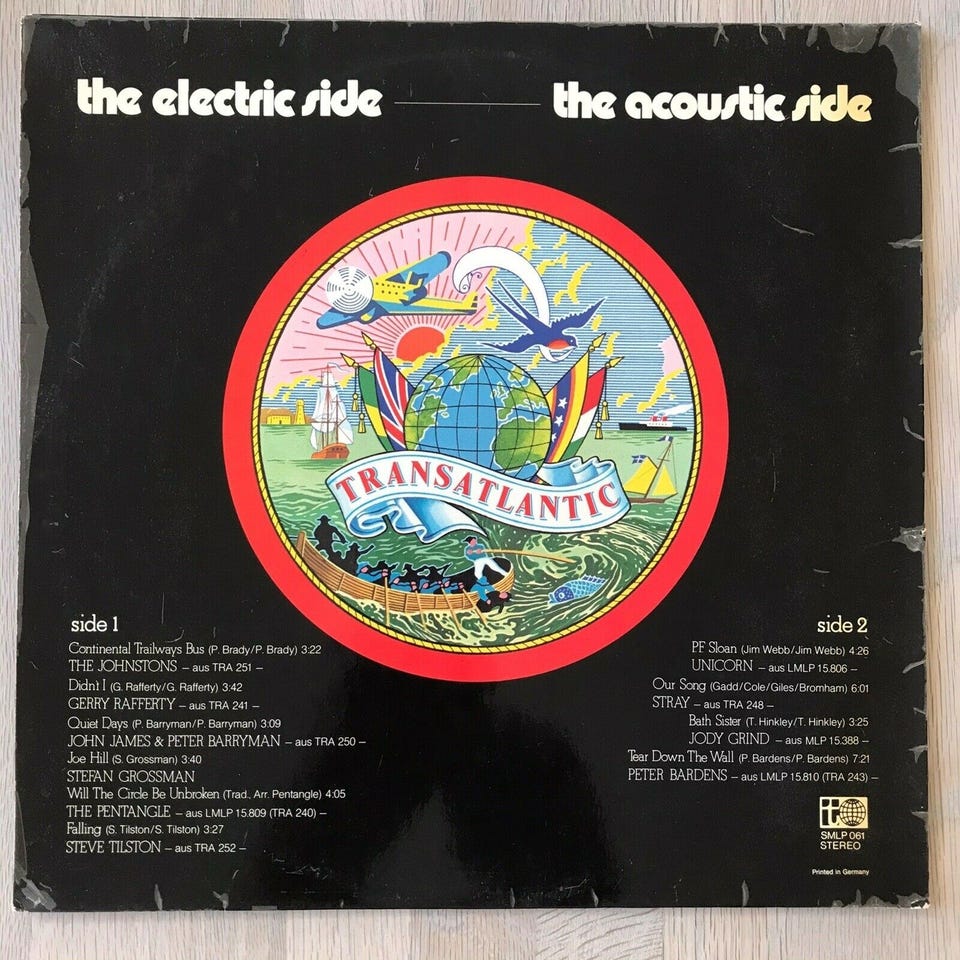 the electric side
the acoustic side
TRANSATLANTIC
side 1
Continental Trailways Bus (P. Brady/P. Brady) 3:22
THE JOHNSTONS – aus TRA 251 –
Didn't I (G. Rafferty/G. Rafferty) 3:42
GERRY RAFFERTY – aus TRA 241 –
Quiet Days (P. Barryman/P. Barryman) 3:09
JOHN JAMES & PETER BARRYMAN – aus TRA 250 –
Joe Hill (S. Grossman) 3:40
STEFAN GROSSMAN
Will The Circle Be Unbroken (Trad., Arr. Pentangle) 4:05
THE PENTANGLE – aus LMLP 15.809 (TRA 240) –
Falling (S. Tilston/S. Tilston) 3:27
STEVE TILSTON – aus TRA 252 –
side 2
PF Sloan (Jim Webb/Jim Webb) 4:26
UNICORN – aus LMLP 15.806 –
Our Song (Gadd/Cole/Giles/Bromham) 6:01
STRAY – aus TRA 248 –
Bath Sister (T. Hinkley/T. Hinkley) 3:25
JODY GRIND – aus MLP 15.388 –
Tear Down The Wall (P. Bardens/P. Bardens) 7:21
PETER BARDENS – aus LMLP 15.810 (TRA 243) –
it
SMLP 061
STEREO
Printed in Germany